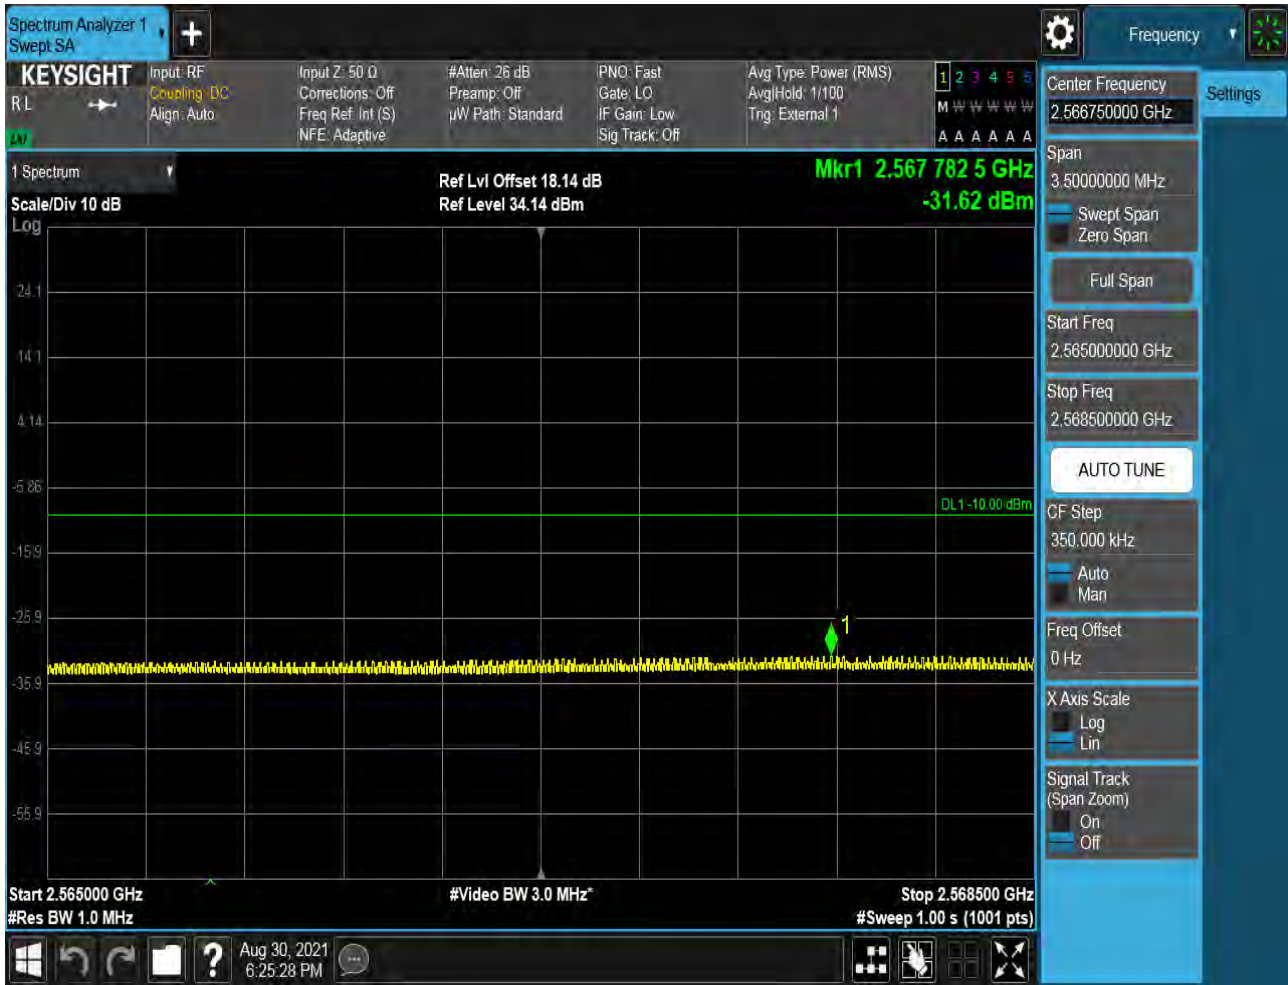 Spectrum Analyzer 1
Swept SA
Frequency
KEYSIGHT
R L
LXI
Input: RF
Coupling: DC
Align: Auto
Input Z: 50 Ω
Corrections: Off
Freq Ref: Int (S)
NFE: Adaptive
#Atten: 26 dB
Preamp: Off
µW Path: Standard
PNO: Fast
Gate: LO
IF Gain: Low
Sig Track: Off
Avg Type: Power (RMS)
Avg|Hold: 1/100
Trig: External 1
1 2 3 4 5 6
M W W W W W
A A A A A A
1 Spectrum
Scale/Div 10 dB
Log
Ref Lvl Offset 18.14 dB
Ref Level 34.14 dBm
Mkr1 2.567 782 5 GHz
-31.62 dBm
24.1
14.1
4.14
-5.86
DL1 -10.00 dBm
-15.9
-25.9
1
-35.9
-45.9
-55.9
Start 2.565000 GHz
#Res BW 1.0 MHz
#Video BW 3.0 MHz*
Stop 2.568500 GHz
#Sweep 1.00 s (1001 pts)
Aug 30, 2021
6:25:28 PM
Center Frequency
2.566750000 GHz
Settings
Span
3.50000000 MHz
Swept Span
Zero Span
Full Span
Start Freq
2.565000000 GHz
Stop Freq
2.568500000 GHz
AUTO TUNE
CF Step
350.000 kHz
Auto
Man
Freq Offset
0 Hz
X Axis Scale
Log
Lin
Signal Track
(Span Zoom)
On
Off